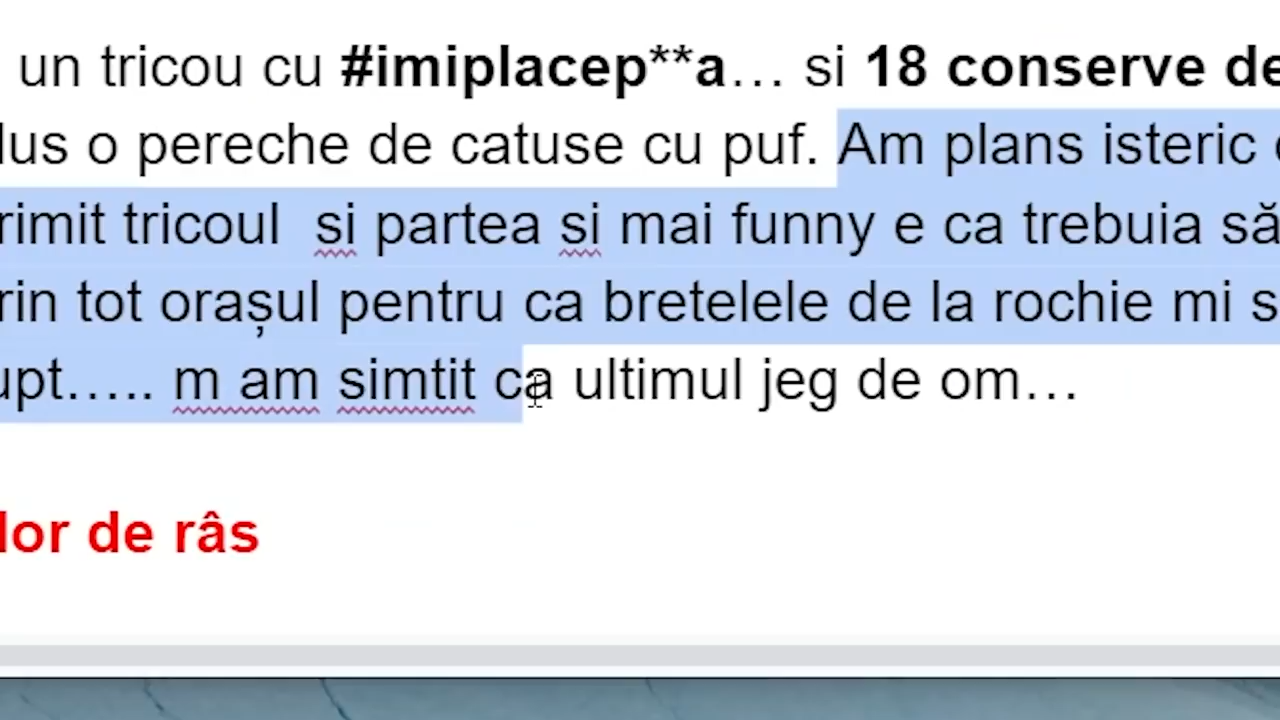 un tricou cu #imiplacep**a… si 18 conserve de
lus o pereche de catuse cu puf. Am plans isteric
rimit tricoul si partea si mai funny e ca trebuia să
rin tot orașul pentru ca bretelele de la rochie mi s
upt….. m am simtit ca ultimul jeg de om…
lor de râs